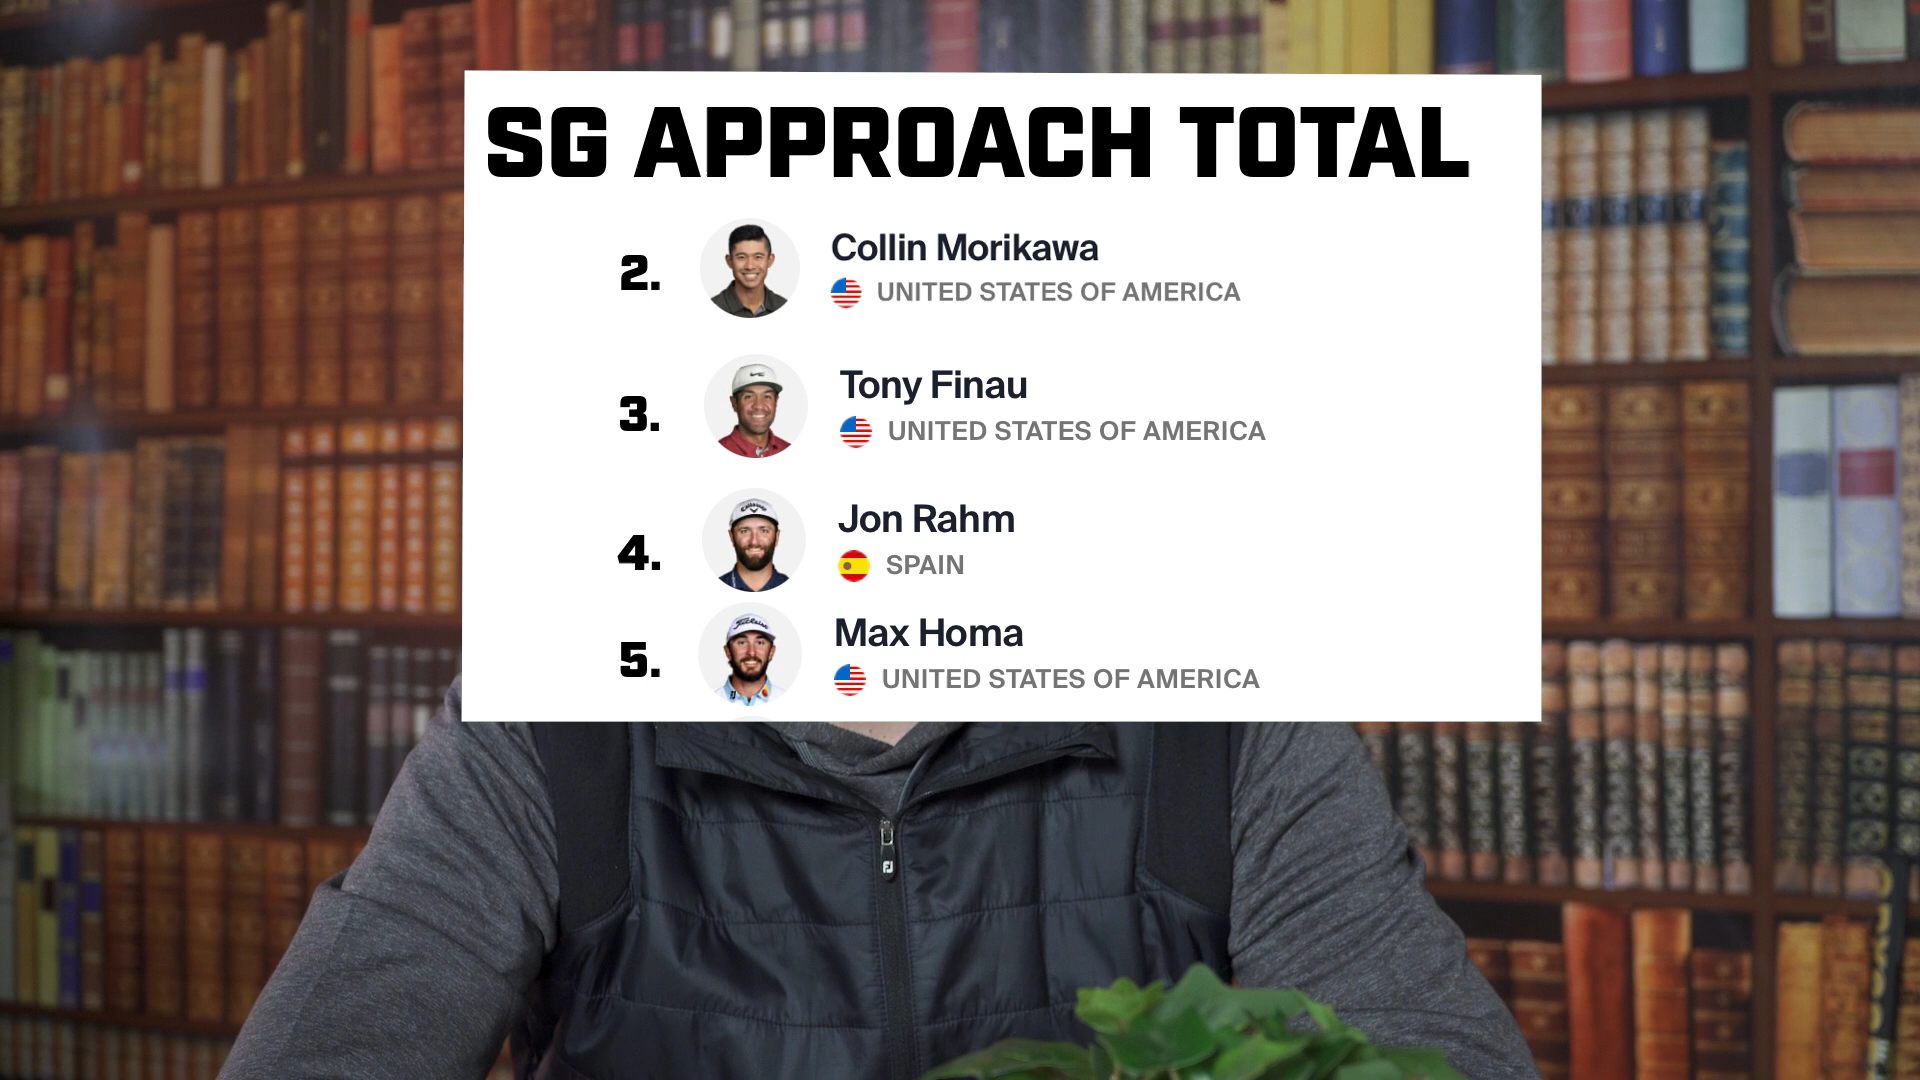 SG APPROACH TOTAL
2.
Collin Morikawa
UNITED STATES OF AMERICA
3.
Tony Finau
UNITED STATES OF AMERICA
4.
Jon Rahm
SPAIN
5.
Max Homa
UNITED STATES OF AMERICA